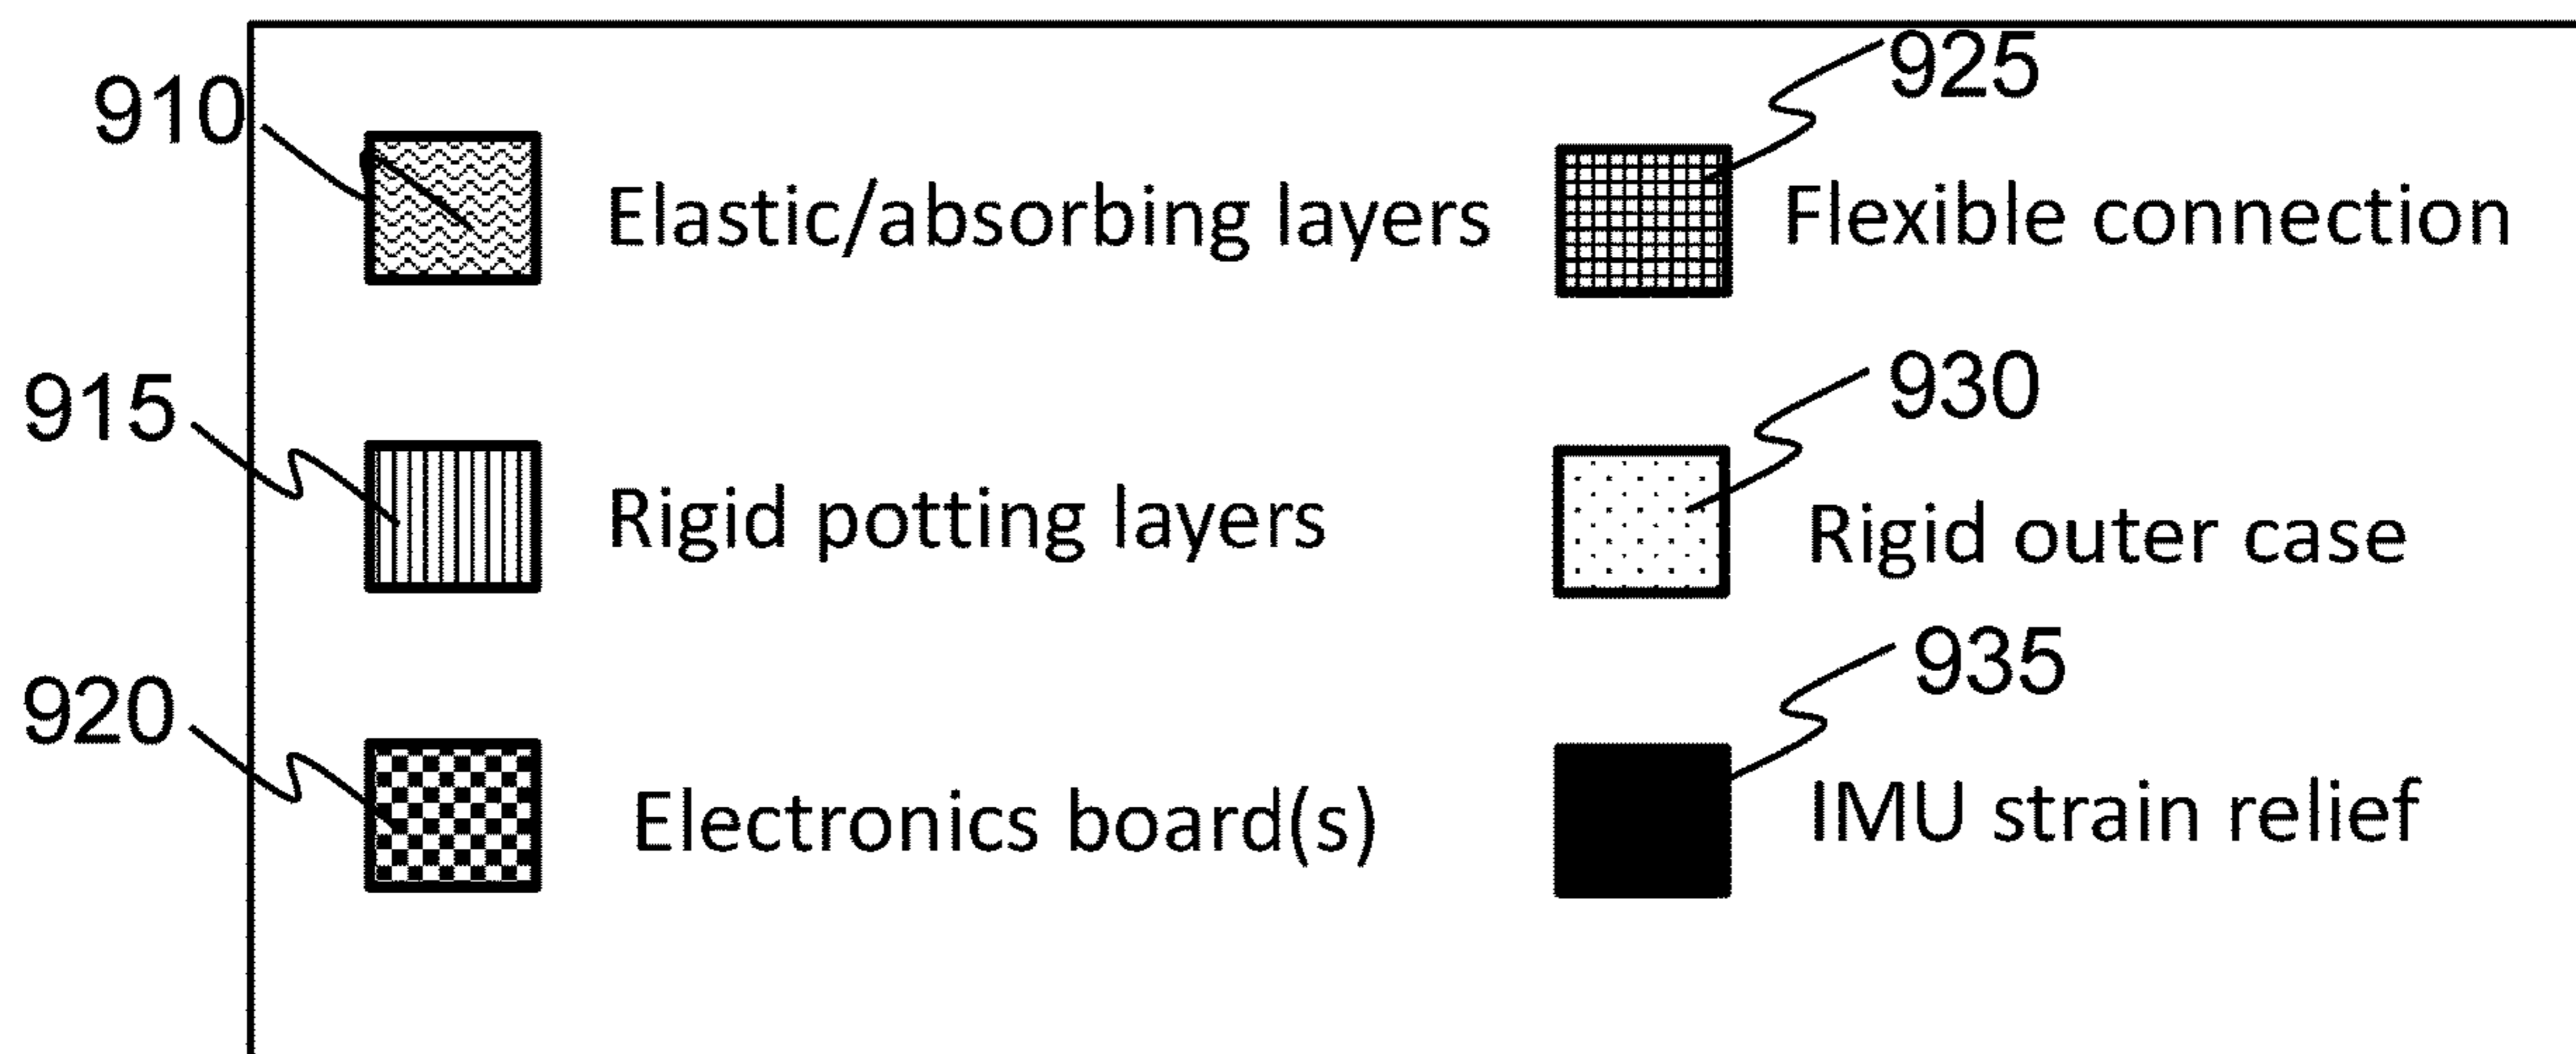 910
Elastic/absorbing layers
915
Rigid potting layers
920
Electronics board(s)
925
Flexible connection
930
Rigid outer case
935
IMU strain relief